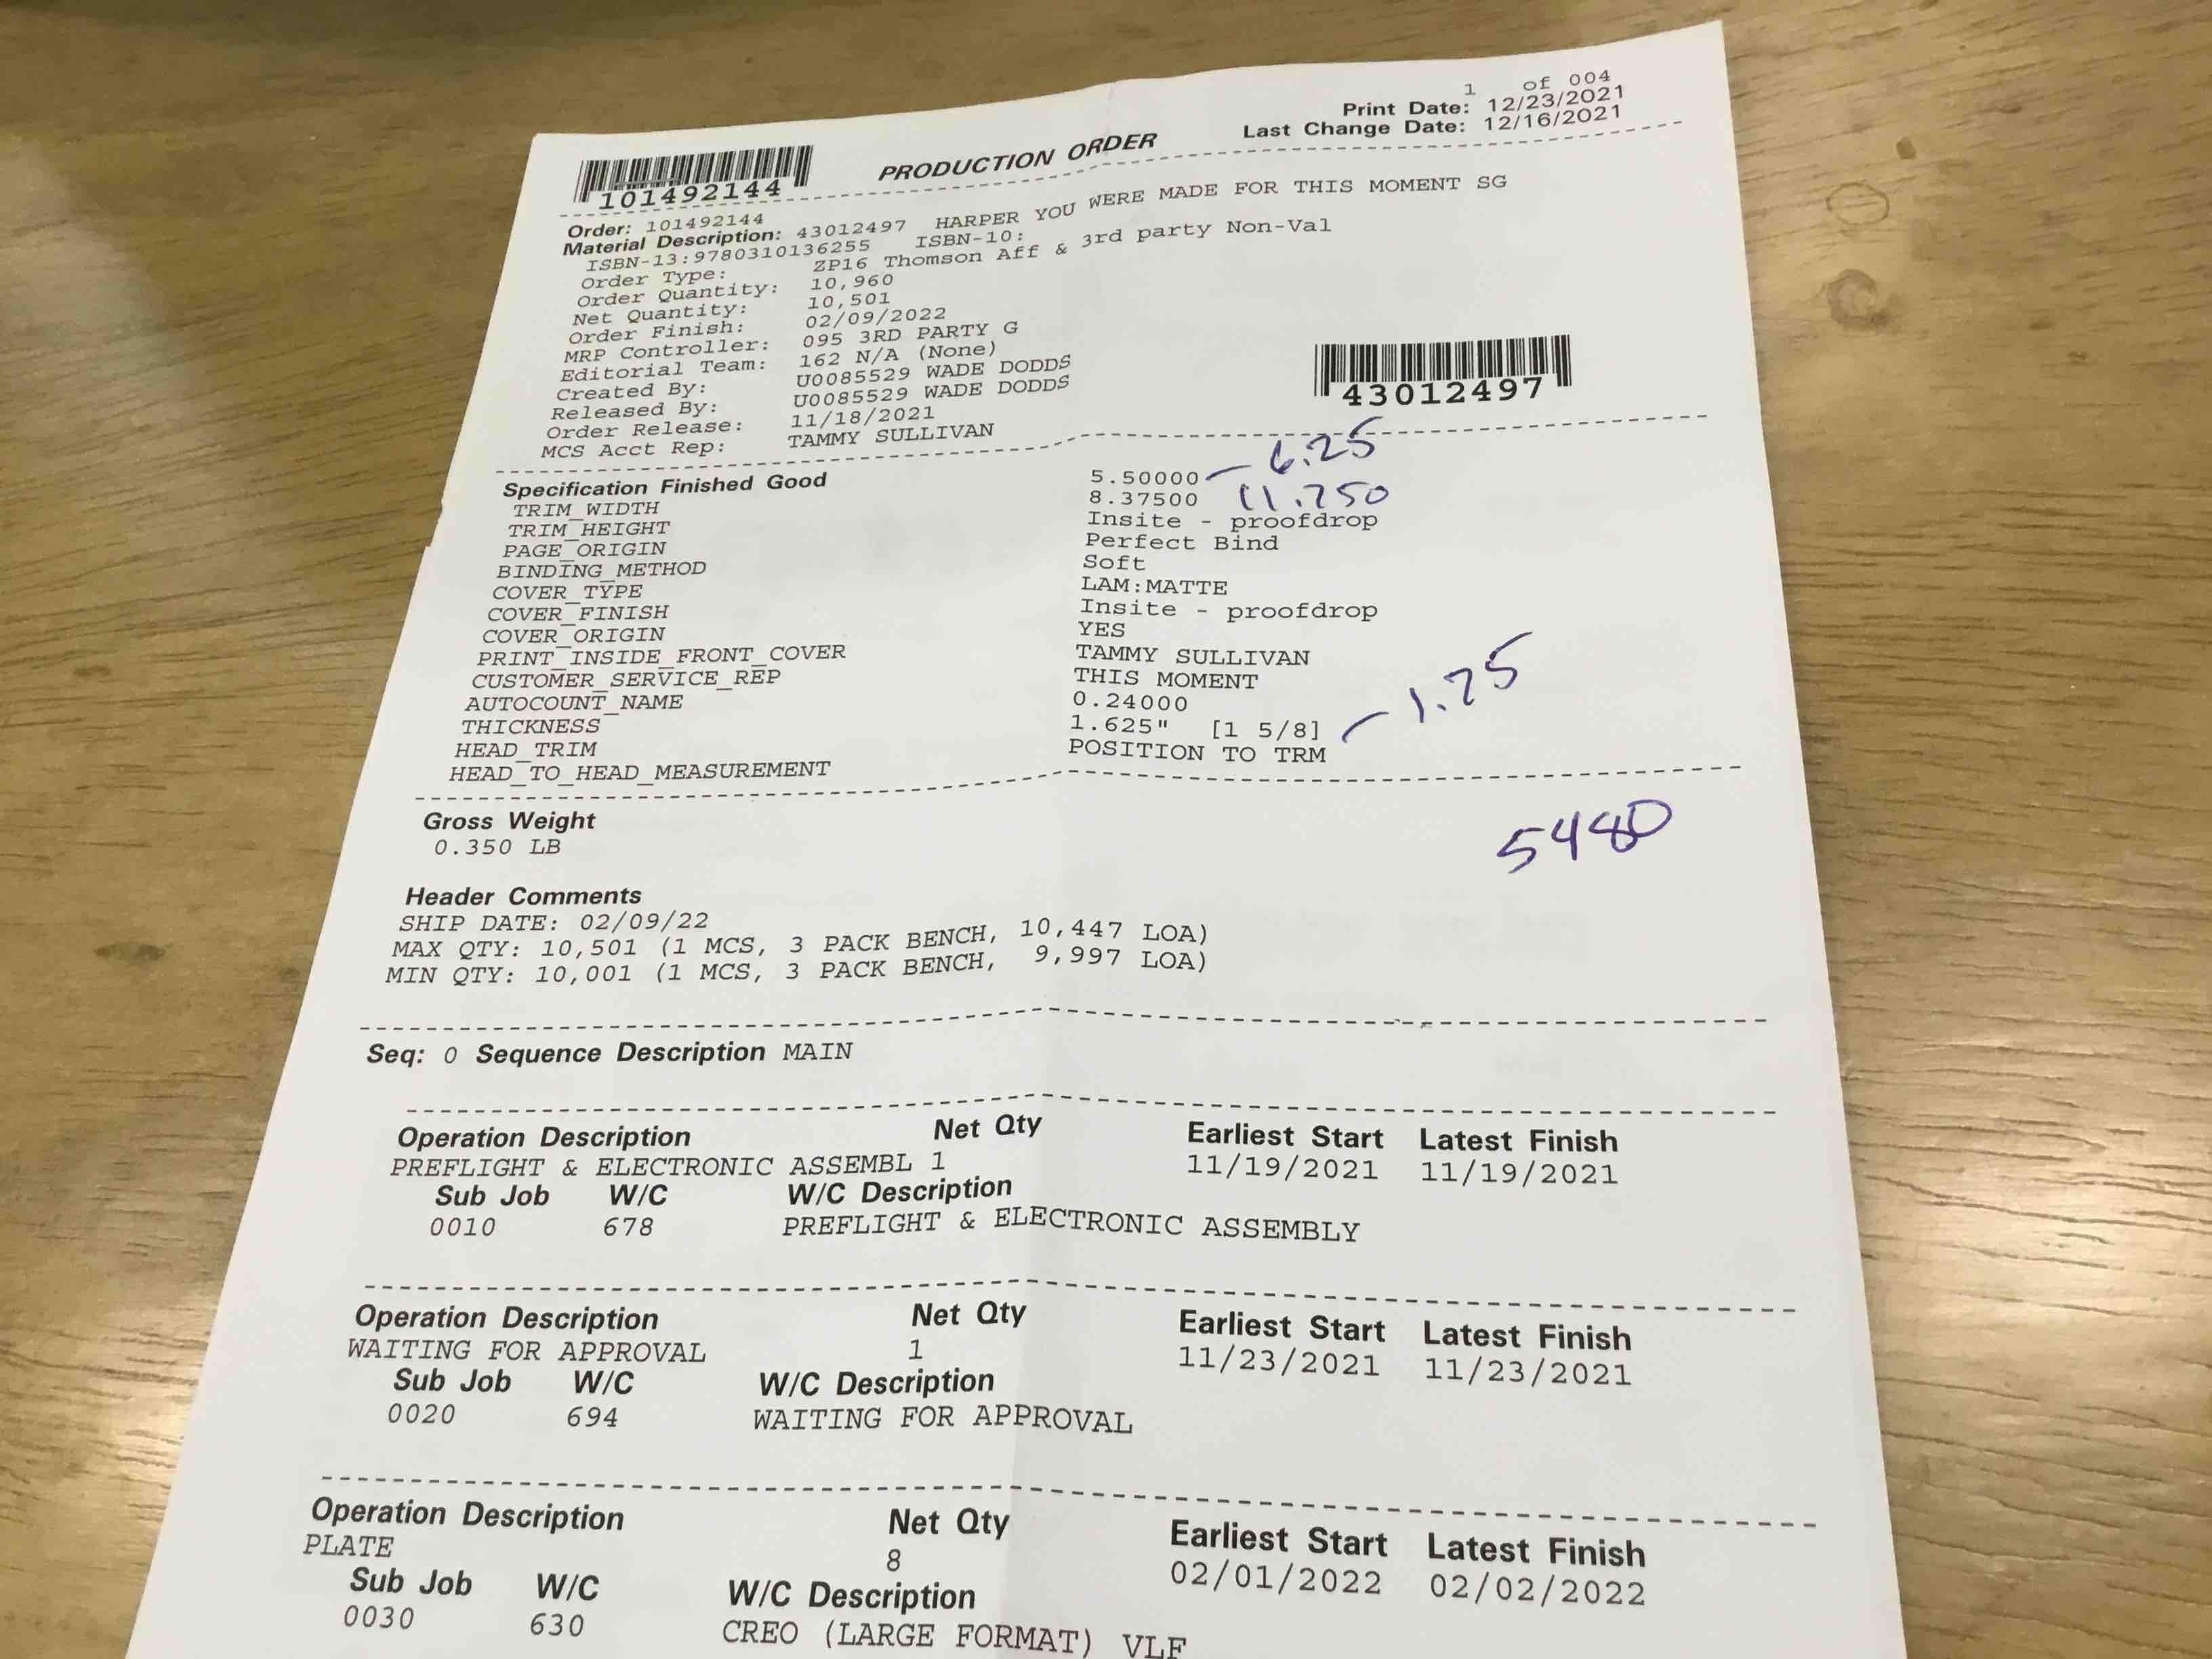 1 of 004
Print Date: 12/23/2021
Last Change Date: 12/16/2021
PRODUCTION ORDER
101492144
Order: 101492144
Material Description: 43012497 HARPER YOU WERE MADE FOR THIS MOMENT SG
ISBN-13:9780310136255 ISBN-10:
Order Type: ZP16 Thomson Aff & 3rd party Non-Val
Order Quantity: 10,960
Net Quantity: 10,501
Order Finish: 02/09/2022
MRP Controller: 095 3RD PARTY G
Editorial Team: 162 N/A (None)
Created By: U0085529 WADE DODDS
Released By: U0085529 WADE DODDS
Order Release: 11/18/2021
MCS Acct Rep: TAMMY SULLIVAN
43012497
Specification Finished Good
TRIM_WIDTH 5.50000 — 6.25
TRIM_HEIGHT 8.37500 11.750
PAGE_ORIGIN Insite - proofdrop
BINDING_METHOD Perfect Bind
COVER_TYPE Soft
COVER_FINISH LAM:MATTE
COVER_ORIGIN Insite - proofdrop
PRINT_INSIDE_FRONT_COVER YES
CUSTOMER_SERVICE_REP TAMMY SULLIVAN
AUTOCOUNT_NAME THIS MOMENT
THICKNESS 0.24000
HEAD_TRIM 1.625" [1 5/8] — 1.75
HEAD_TO_HEAD_MEASUREMENT POSITION TO TRM
5480
Gross Weight
0.350 LB
Header Comments
SHIP DATE: 02/09/22
MAX QTY: 10,501 (1 MCS, 3 PACK BENCH, 10,447 LOA)
MIN QTY: 10,001 (1 MCS, 3 PACK BENCH, 9,997 LOA)
Seq: 0 Sequence Description MAIN
Operation Description Net Qty Earliest Start Latest Finish
PREFLIGHT & ELECTRONIC ASSEMBL 1 11/19/2021 11/19/2021
Sub Job W/C W/C Description
0010 678 PREFLIGHT & ELECTRONIC ASSEMBLY
Operation Description Net Qty Earliest Start Latest Finish
WAITING FOR APPROVAL 1 11/23/2021 11/23/2021
Sub Job W/C W/C Description
0020 694 WAITING FOR APPROVAL
Operation Description Net Qty Earliest Start Latest Finish
PLATE 8 02/01/2022 02/02/2022
Sub Job W/C W/C Description
0030 630 CREO (LARGE FORMAT) VLF